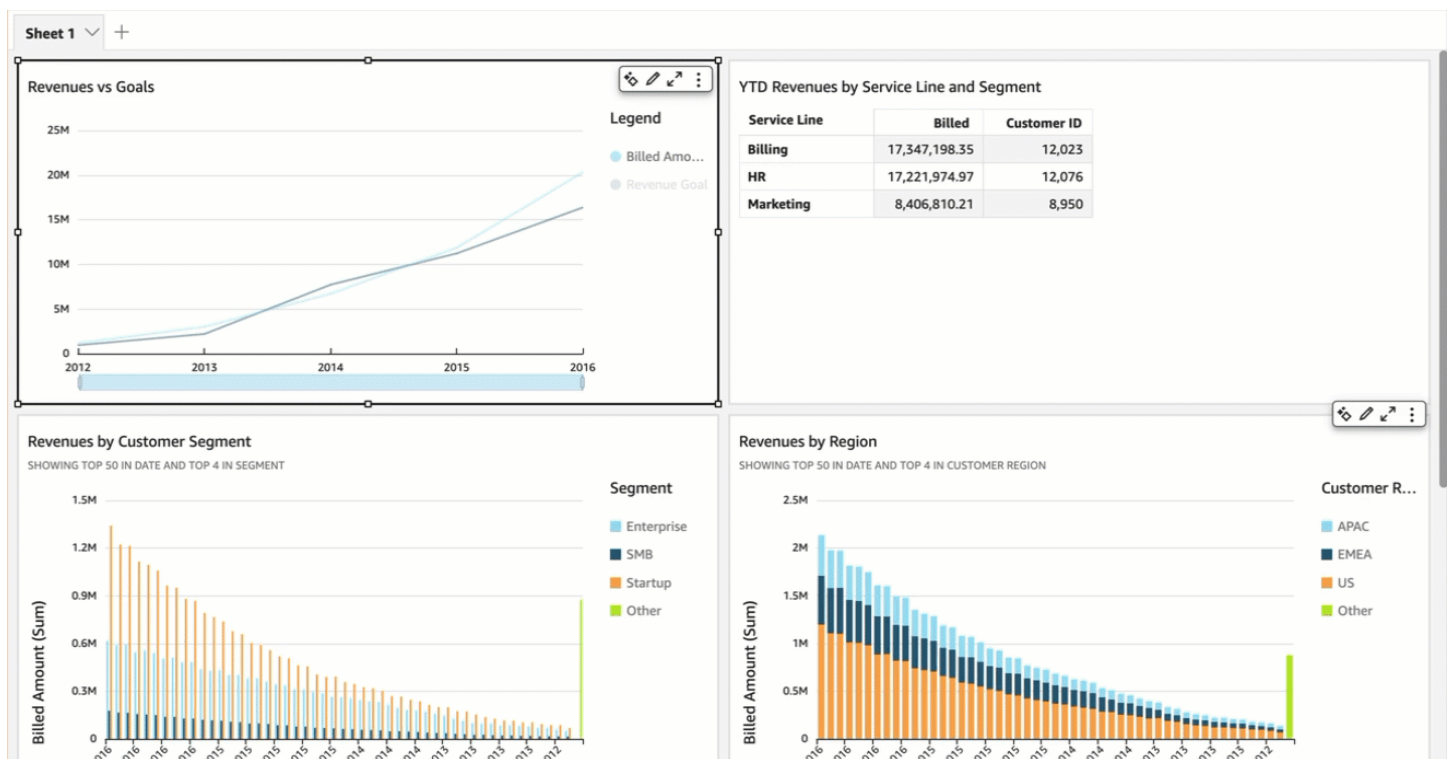 Sheet 1
Revenues vs Goals
25M
20M
15M
10M
5M
0
2012 2013 2014 2015 2016
Legend
Billed Amo...
Revenue Goal
YTD Revenues by Service Line and Segment
Service Line Billed Customer ID
Billing 17,347,198.35 12,023
HR 17,221,974.97 12,076
Marketing 8,406,810.21 8,950
Revenues by Customer Segment
SHOWING TOP 50 IN DATE AND TOP 4 IN SEGMENT
Billed Amount (Sum)
1.5M
1.2M
0.9M
0.6M
0.3M
0
Segment
Enterprise
SMB
Startup
Other
Revenues by Region
SHOWING TOP 50 IN DATE AND TOP 4 IN CUSTOMER REGION
Billed Amount (Sum)
2.5M
2M
1.5M
1M
0.5M
0
Customer R...
APAC
EMEA
US
Other